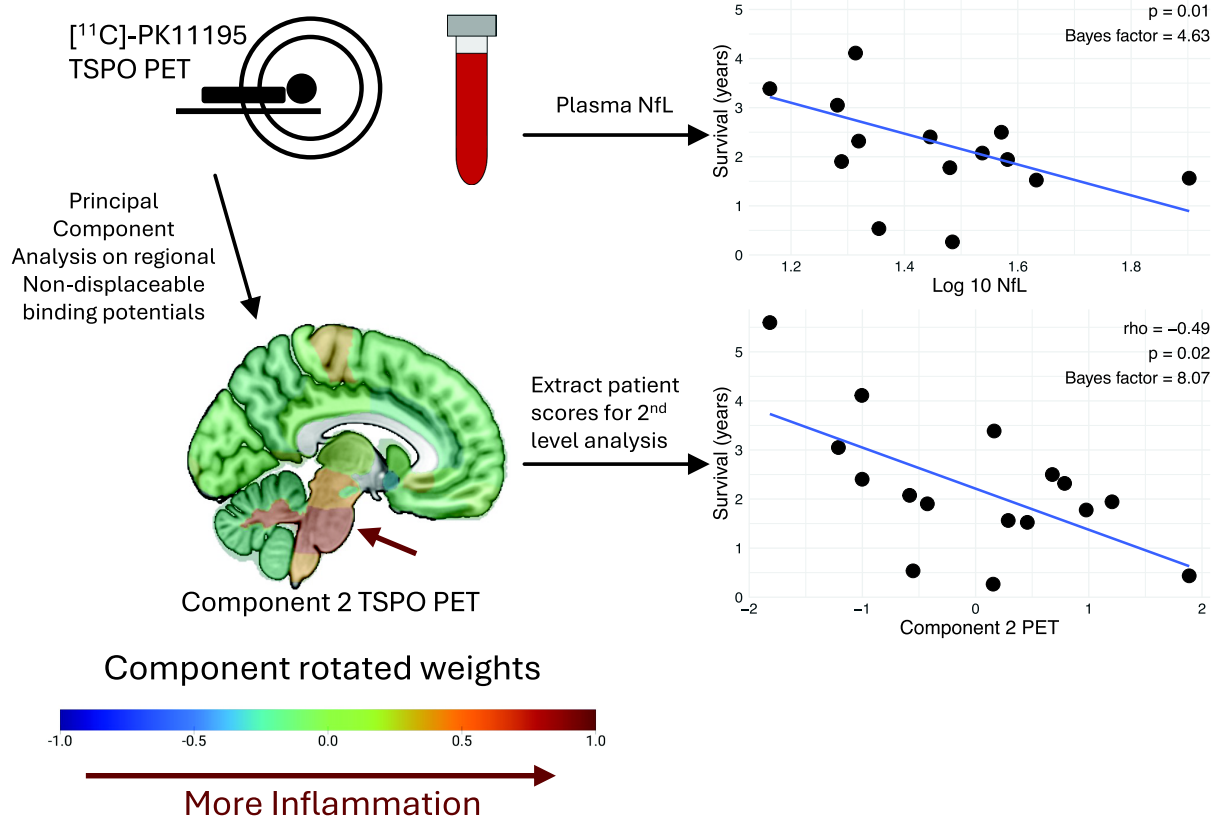 [¹¹C]-PK11195
TSPO PET
Plasma NfL
Principal
Component
Analysis on regional
Non-displaceable
binding potentials
p = 0.01
Bayes factor = 4.63
Survival (years)
5
4
3
2
1
0
1.2 1.4 1.6 1.8
Log 10 NfL
Extract patient
scores for 2ⁿᵈ
level analysis
rho = −0.49
p = 0.02
Bayes factor = 8.07
Survival (years)
5
4
3
2
1
0
−2 −1 0 1 2
Component 2 PET
Component 2 TSPO PET
Component rotated weights
-1.0 -0.5 0.0 0.5 1.0
More Inflammation